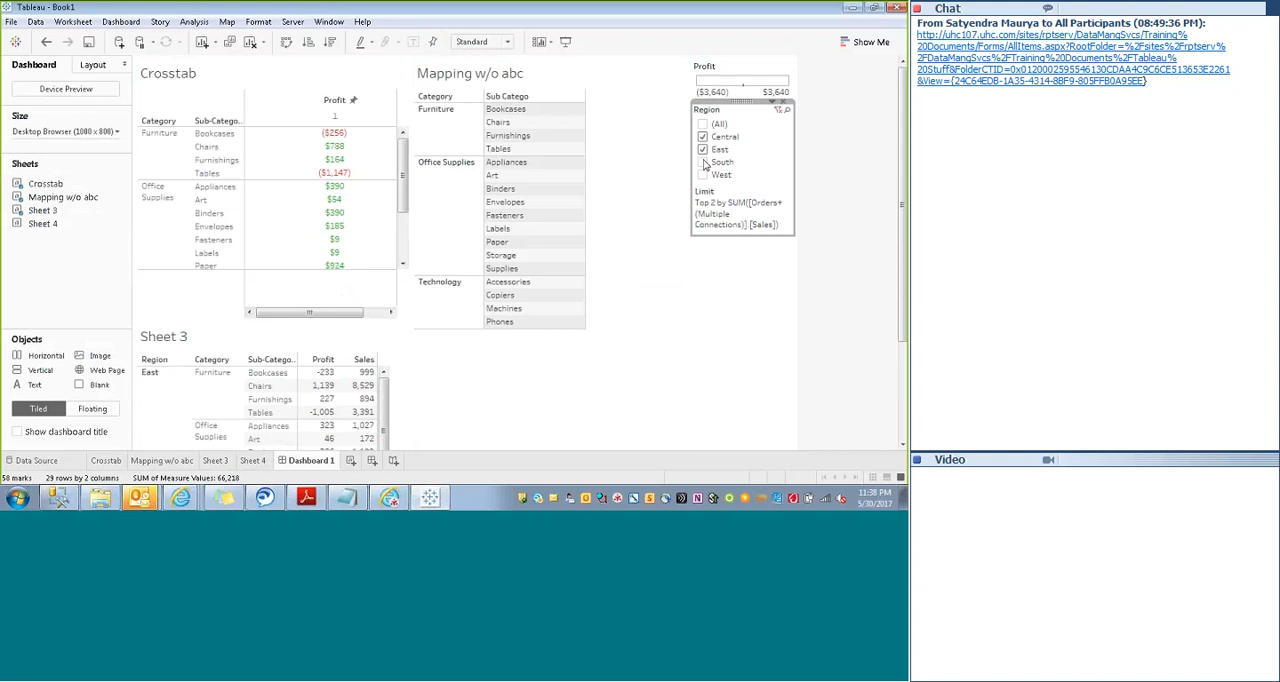 Tableau - Book1
File Data Worksheet Dashboard Story Analysis Map Format Server Window Help
Standard
Show Me
Dashboard Layout
Device Preview
Size
Desktop Browser (1000 x 800)
Sheets
Crosstab
Mapping w/o abc
Sheet 3
Sheet 4
Objects
Horizontal Image
Vertical Web Page
Text Blank
Tiled Floating
Show dashboard title
Crosstab
Profit
1
Category Sub-Catego..
Furniture Bookcases ($256)
Chairs $788
Furnishings $164
Tables ($1,147)
Office Supplies Appliances $390
Art $54
Binders $390
Envelopes $185
Fasteners $9
Labels $9
Paper $924
Mapping w/o abc
Category Sub Catego
Furniture Bookcases
Chairs
Furnishings
Tables
Office Supplies Appliances
Art
Binders
Envelopes
Fasteners
Labels
Paper
Storage
Supplies
Technology Accessories
Copiers
Machines
Phones
Profit
($3,640) $3,640
Region
(All)
Central
East
South
West
Limit
Top 2 by SUM([Orders+
(Multiple
Connections)].[Sales])
Sheet 3
Region Category Sub-Catego.. Profit Sales
East Furniture Bookcases -233 999
Chairs 1,139 8,529
Furnishings 227 894
Tables -1,005 3,391
Office Supplies Appliances 323 1,027
Art 46 172
Data Source Crosstab Mapping w/o abc Sheet 3 Sheet 4 Dashboard 1
58 marks 29 rows by 2 columns SUM of Measure Values: 66,218
11:38 PM
5/30/2017
Chat
From Satyendra Maurya to All Participants (08:49:36 PM):
http://uhc107.uhc.com/sites/rptserv/DataMangSvcs/Training%
20Documents/Forms/AllItems.aspx?RootFolder=%2Fsites%2Frptserv%
2FDataMangSvcs%2FTraining%20Documents%2FTableau%
20Stuff&FolderCTID=0x0120002595546130CDAA4C9C6CE513653E2261
&View={24C64EDB-1A35-4314-8BF9-805FFB0A95EE}
Video